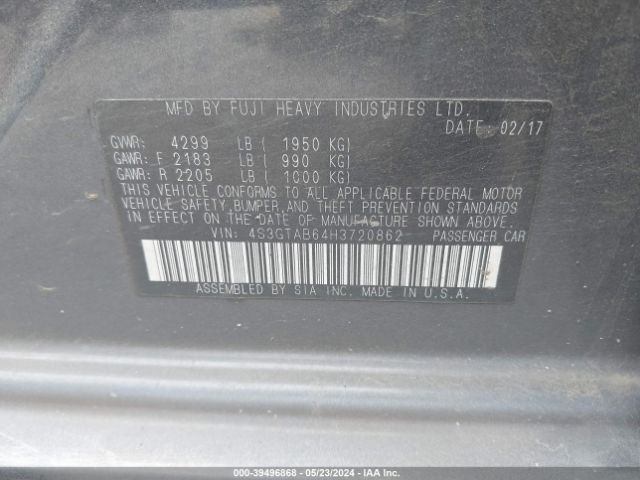 MFD BY FUJI HEAVY INDUSTRIES LTD.
DATE: 02/17
GVWR: 4299 LB ( 1950 KG)
GAWR: F 2183 LB ( 990 KG)
GAWR: R 2205 LB ( 1000 KG)
THIS VEHICLE CONFORMS TO ALL APPLICABLE FEDERAL MOTOR
VEHICLE SAFETY,BUMPER,AND THEFT PREVENTION STANDARDS
IN EFFECT ON THE DATE OF MANUFACTURE SHOWN ABOVE.
VIN: 4S3GTAB64H3720862 PASSENGER CAR
ASSEMBLED BY SIA INC. MADE IN U.S.A.
000-39496868 - 05/23/2024 - IAA Inc.